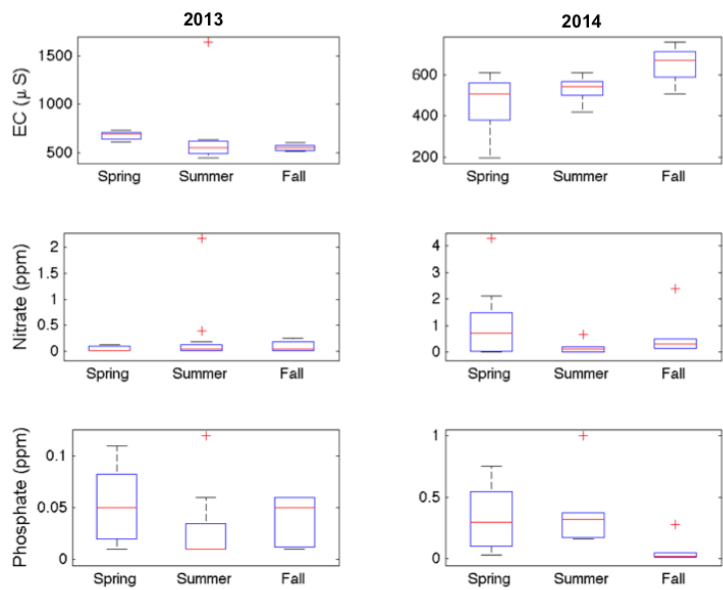 2013
2014
EC (μ S)
1500
1000
500
Spring Summer Fall
600
400
200
Spring Summer Fall
Nitrate (ppm)
2
1.5
1
0.5
0
Spring Summer Fall
4
3
2
1
0
Spring Summer Fall
Phosphate (ppm)
0.1
0.05
0
Spring Summer Fall
1
0.5
0
Spring Summer Fall